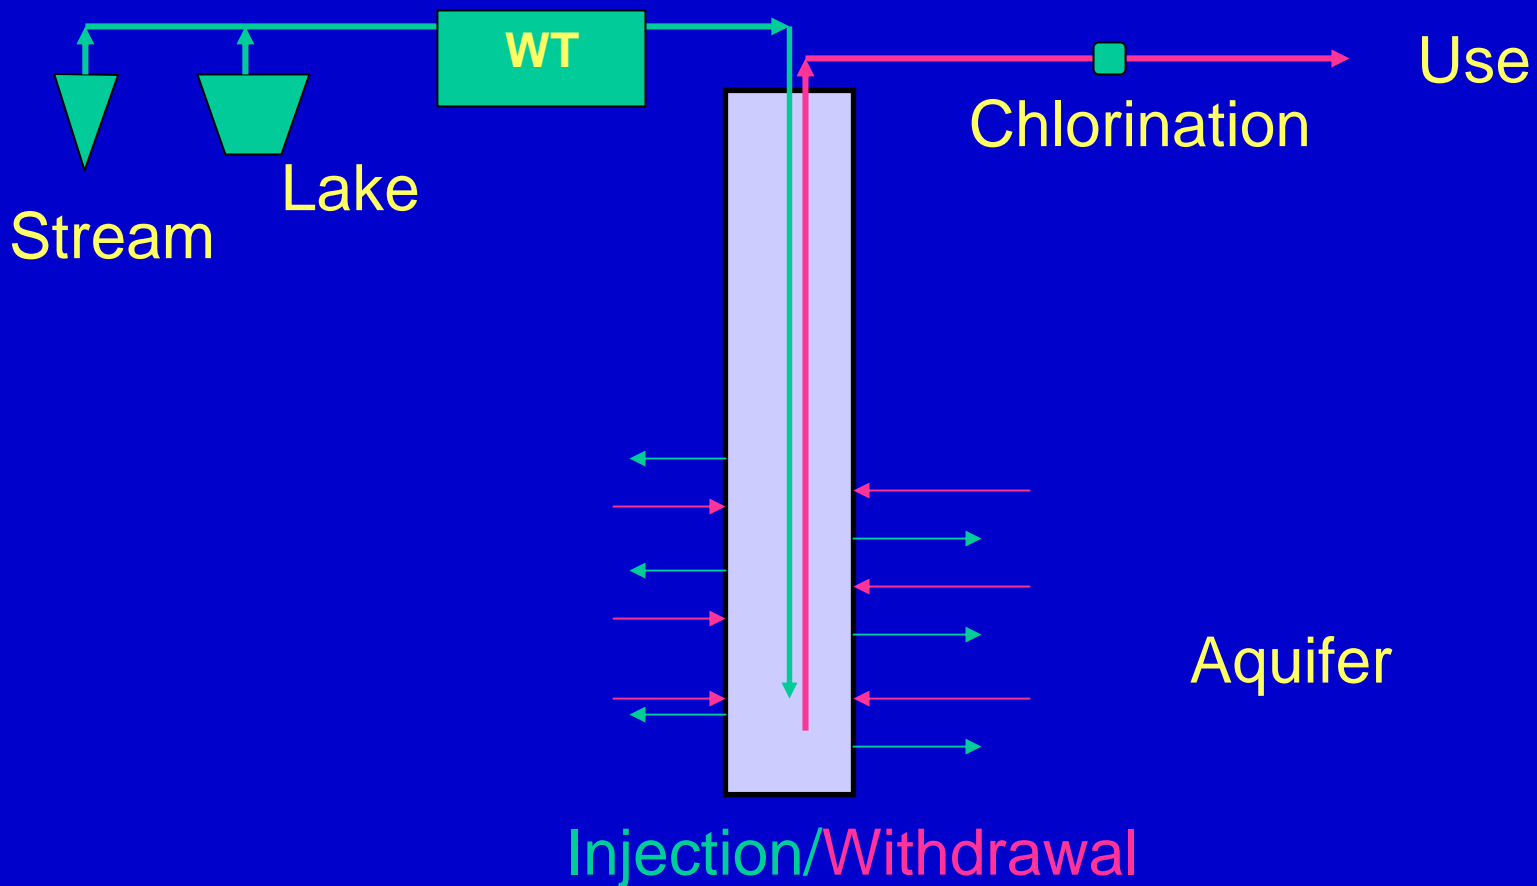 WT
Use
Chlorination
Lake
Stream
Aquifer
Injection/Withdrawal